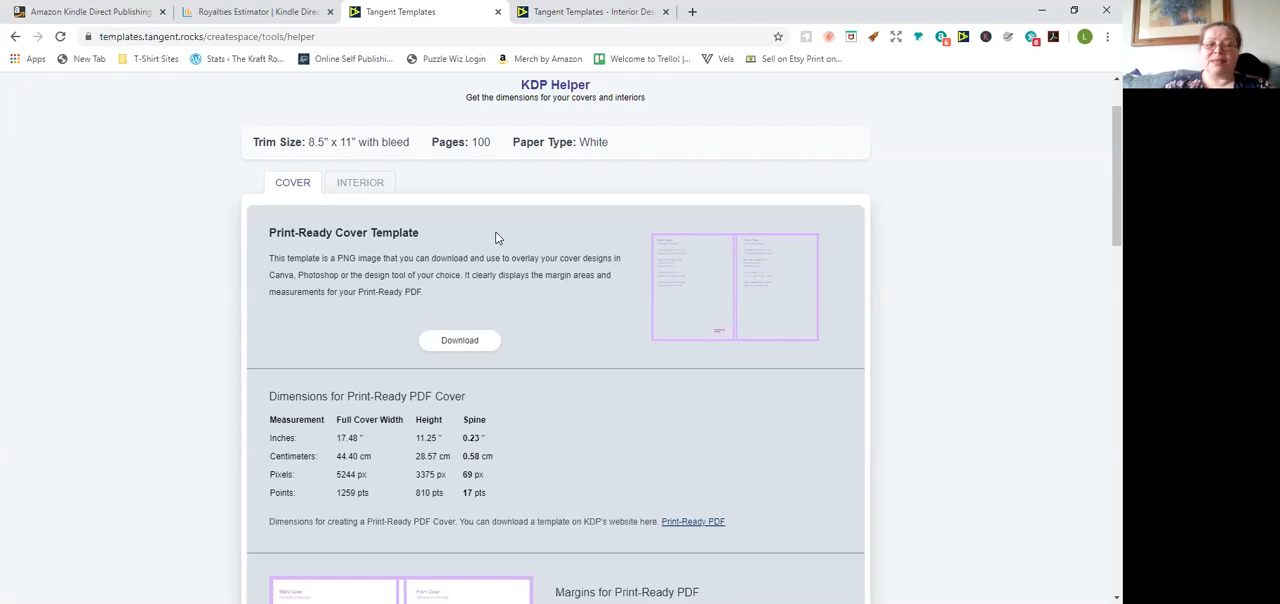 Amazon Kindle Direct Publishing
Royalties Estimator | Kindle Direc
Tangent Templates
Tangent Templates - Interior Des
templates.tangent.rocks/createspace/tools/helper
Apps
New Tab
T-Shirt Sites
Stats ‹ The Kraft Ro...
Online Self Publishi...
Puzzle Wiz Login
Merch by Amazon
Welcome to Trello! |...
Vela
Sell on Etsy Print on...
KDP Helper
Get the dimensions for your covers and interiors
Trim Size: 8.5" x 11" with bleed Pages: 100 Paper Type: White
COVER INTERIOR
Print-Ready Cover Template
This template is a PNG image that you can download and use to overlay your cover designs in
Canva, Photoshop or the design tool of your choice. It clearly displays the margin areas and
measurements for your Print-Ready PDF.
Download
Dimensions for Print-Ready PDF Cover
Measurement Full Cover Width Height Spine
Inches: 17.48 " 11.25 " 0.23 "
Centimeters: 44.40 cm 28.57 cm 0.58 cm
Pixels: 5244 px 3375 px 69 px
Points: 1259 pts 810 pts 17 pts
Dimensions for creating a Print-Ready PDF Cover. You can download a template on KDP's website here. Print-Ready PDF
Back Cover
Front Cover
Margins for Print-Ready PDF